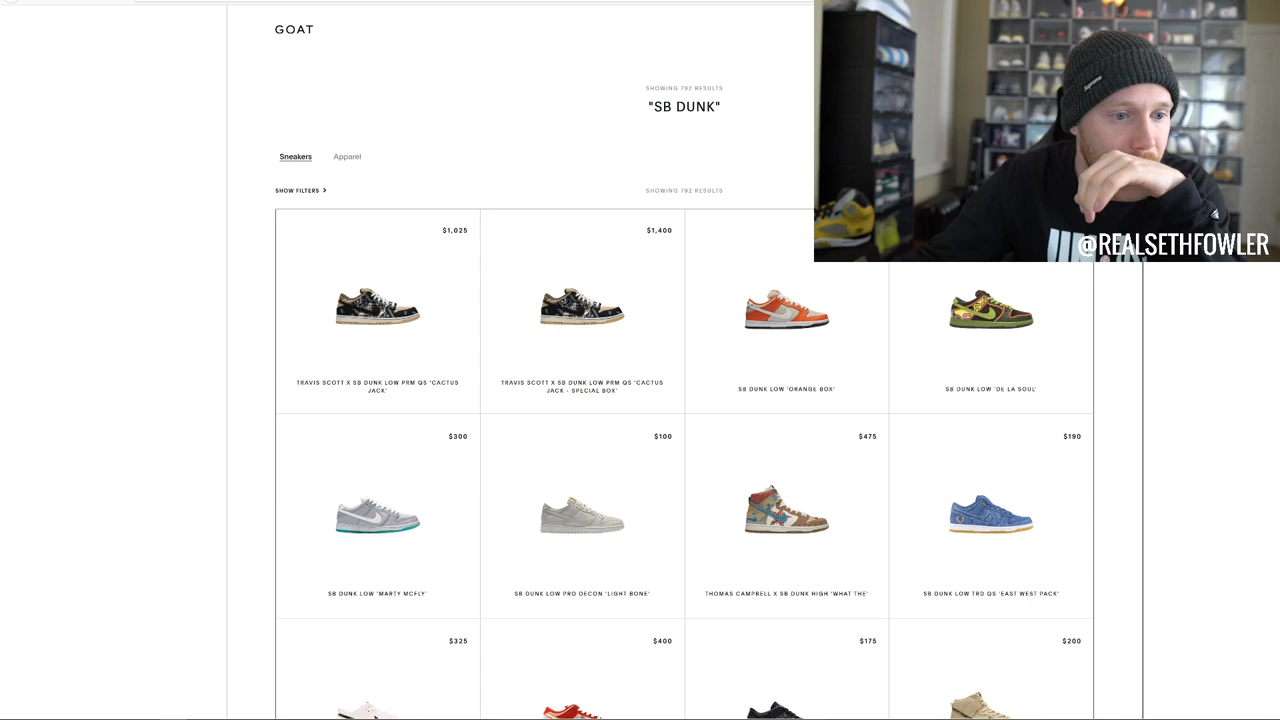 GOAT
SHOWING 792 RESULTS
"SB DUNK"
Sneakers Apparel
SHOW FILTERS >
SHOWING 792 RESULTS
Supreme
@REALSETHFOWLER
$1,025
$1,400
TRAVIS SCOTT X SB DUNK LOW PRM QS 'CACTUS
JACK'
TRAVIS SCOTT X SB DUNK LOW PRM QS 'CACTUS
JACK - SPECIAL BOX'
SB DUNK LOW 'ORANGE BOX'
SB DUNK LOW 'DE LA SOUL'
$300
$100
$475
$190
SB DUNK LOW 'MARTY MCFLY'
SB DUNK LOW PRO DECON 'LIGHT BONE'
THOMAS CAMPBELL X SB DUNK HIGH 'WHAT THE'
SB DUNK LOW TRD QS 'EAST WEST PACK'
$325
$400
$175
$200